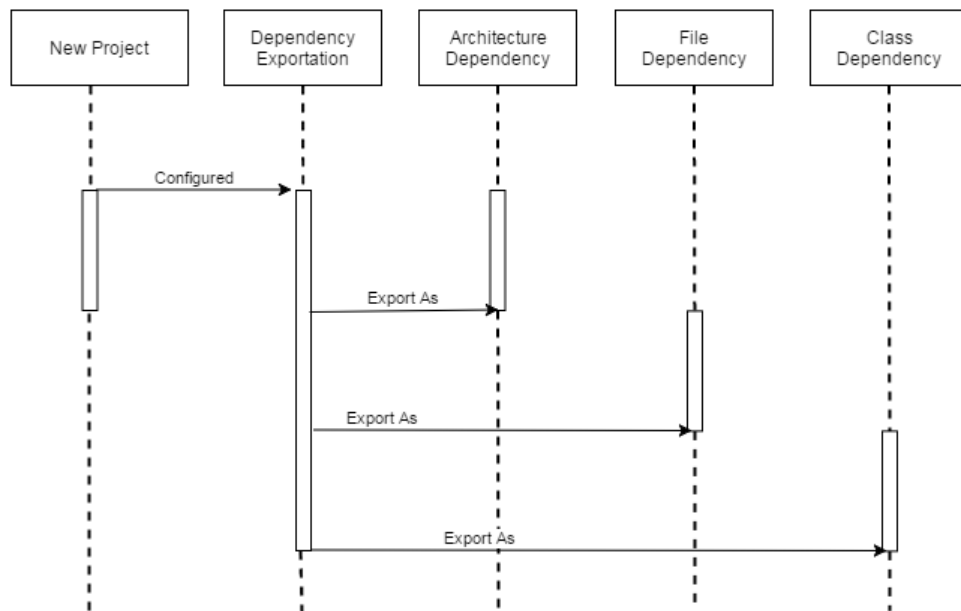 New Project
Dependency
Exportation
Architecture
Dependency
File
Dependency
Class
Dependency
Configured
Export As
Export As
Export As